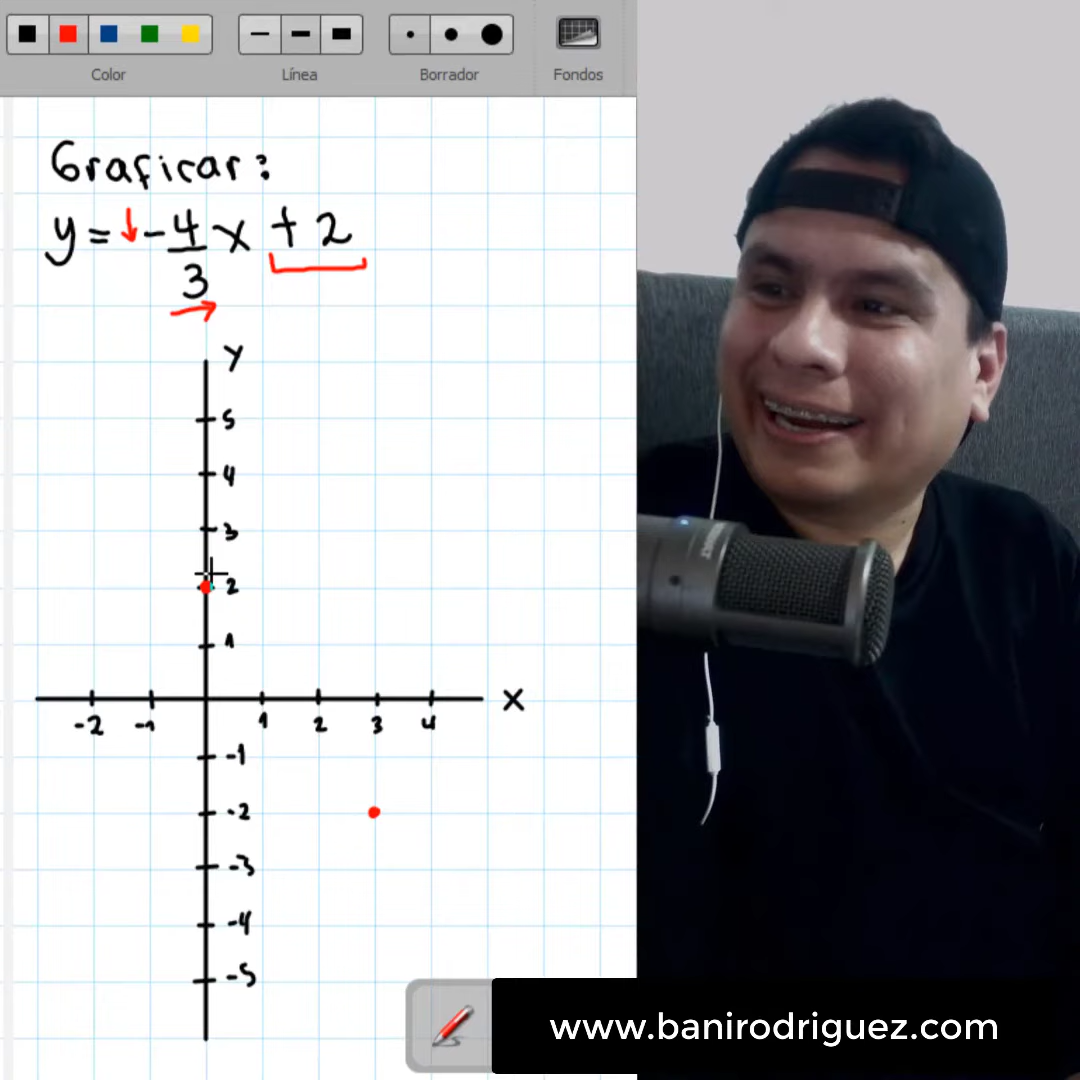 Color
Línea
Borrador
Fondos
Graficar:
y = -4/3 x + 2
Y
5
4
3
2
1
-2 -1 1 2 3 4 X
-1
-2
-3
-4
-5
www.banirodriguez.com